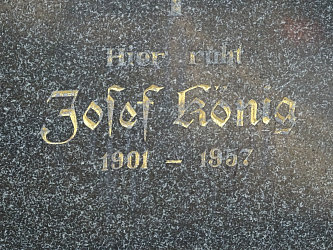 Hier ruht
Josef König
1901 - 1957